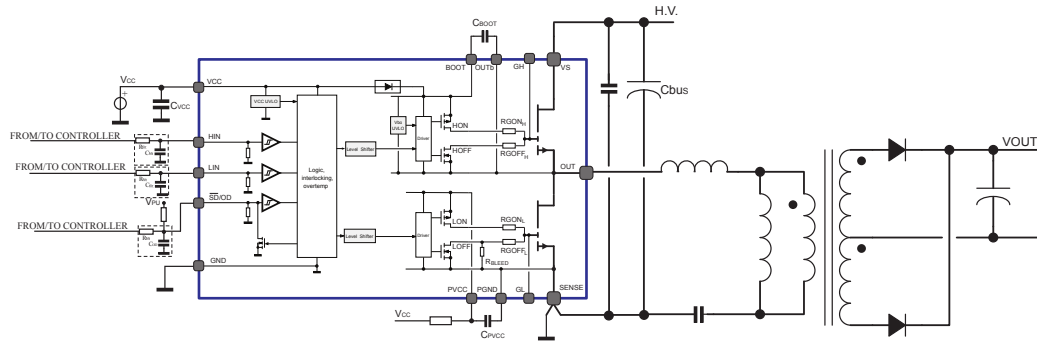 H.V.
CBOOT
BOOT
OUTb
GH
VS
VCC
VCC
CVCC
VCC UVLO
Cbus
FROM/TO CONTROLLER
HIN
HON
RGONH
Driver
HOFF
RGOFFH
Level Shifter
Logic,
interlocking,
overtemp
FROM/TO CONTROLLER
LIN
OUT
VOUT
SD/OD
VPU
FROM/TO CONTROLLER
LON
RGONL
Level Shifter
Driver
LOFF
RGOFFL
RBLEED
GND
PVCC
PGND
GL
SENSE
VCC
CPVCC